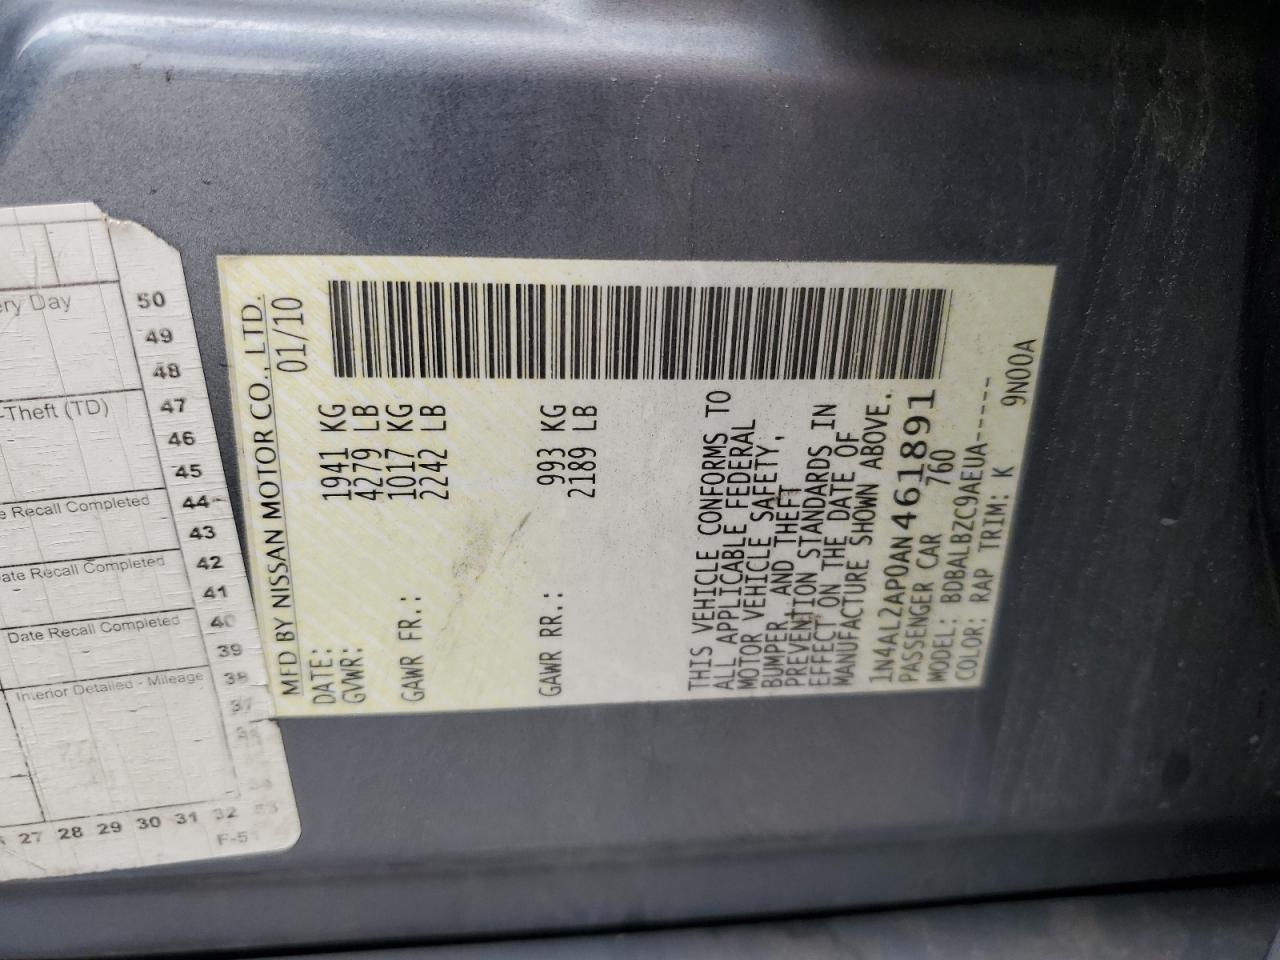 MFD BY NISSAN MOTOR CO., LTD.
DATE: 01/10
GVWR: 1941 KG
4279 LB
GAWR FR.: 1017 KG
2242 LB
GAWR RR.: 993 KG
2189 LB
THIS VEHICLE CONFORMS TO
ALL APPLICABLE FEDERAL
MOTOR VEHICLE SAFETY,
BUMPER, AND THEFT
PREVENTION STANDARDS IN
EFFECT ON THE DATE OF
MANUFACTURE SHOWN ABOVE.
1N4AL2AP0AN461891
PASSENGER CAR 760
MODEL: BDBALBZC9AEUA-----
COLOR: RAP TRIM: K 9N00A
ery Day
-Theft (TD)
e Recall Completed
ate Recall Completed
Date Recall Completed
Interior Detailed - Mileage
50
49
48
47
46
45
44
43
42
41
40
39
38
37
27 28 29 30 31 32 33